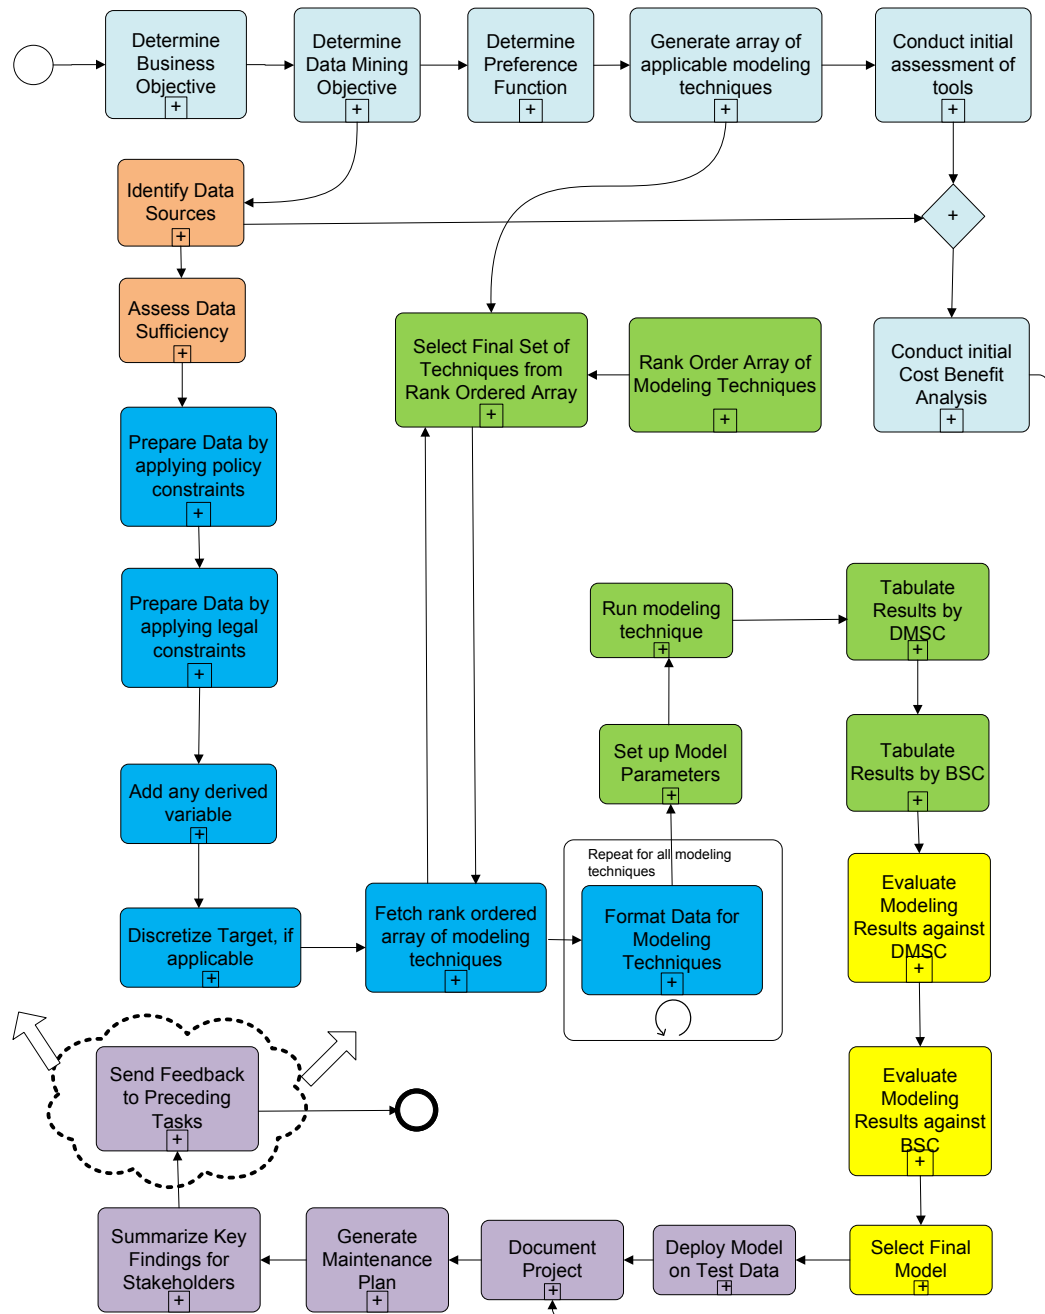 Determine
Business
Objective
+
Determine
Data Mining
Objective
+
Determine
Preference
Function
+
Generate array of
applicable modeling
techniques
+
Conduct initial
assessment of
tools
+
Identify Data
Sources
+
+
Assess Data
Sufficiency
+
Select Final Set of
Techniques from
Rank Ordered Array
+
Rank Order Array of
Modeling Techniques
+
Conduct initial
Cost Benefit
Analysis
+
Prepare Data by
applying policy
constraints
+
Prepare Data by
applying legal
constraints
+
Run modeling
technique
+
Tabulate
Results by
DMSC
+
Set up Model
Parameters
+
Tabulate
Results by BSC
+
Add any derived
variable
+
Repeat for all modeling
techniques
Evaluate
Modeling
Results against
DMSC
+
Discretize Target, if
applicable
+
Fetch rank ordered
array of modeling
techniques
+
Format Data for
Modeling
Techniques
+
Send Feedback
to Preceding
Tasks
+
Evaluate
Modeling
Results against
BSC
+
Summarize Key
Findings for
Stakeholders
+
Generate
Maintenance
Plan
+
Document
Project
+
Deploy Model
on Test Data
+
Select Final
Model
+